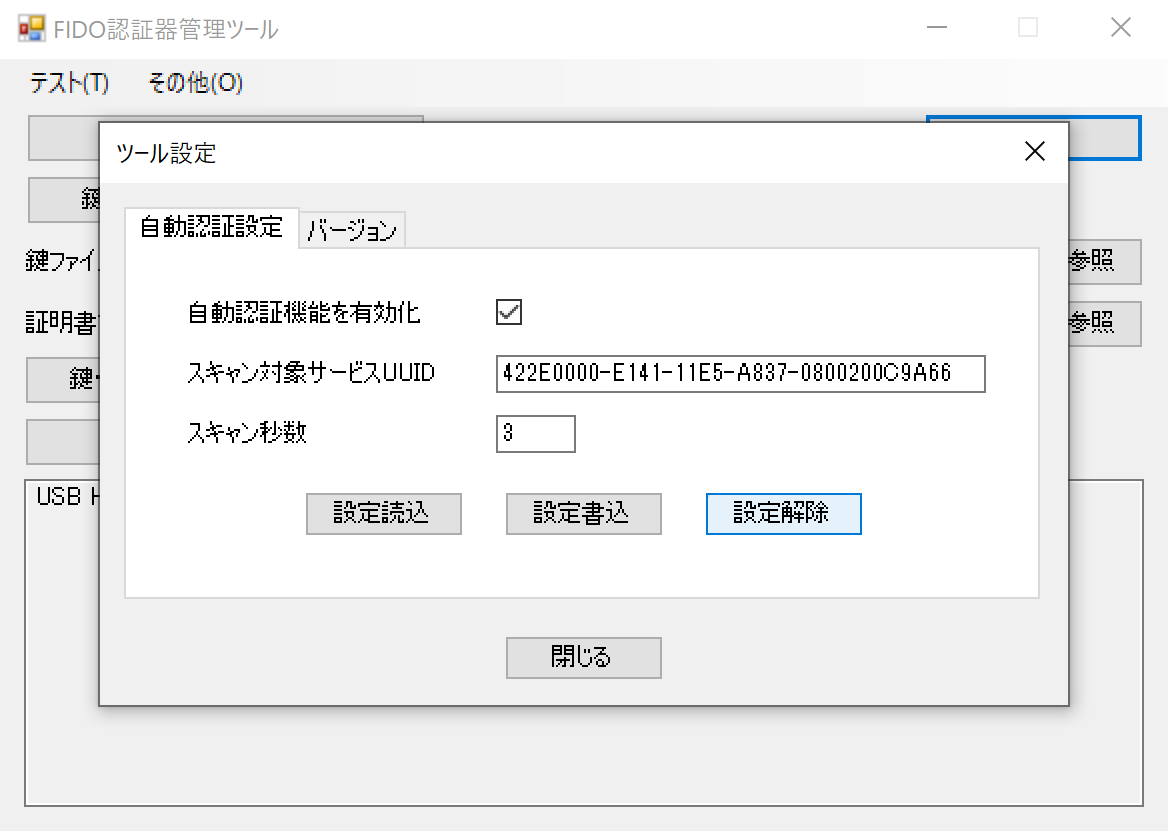 FIDO認証器管理ツール
テスト(T) その他(O)
ツール設定
自動認証設定 バージョン
鍵
鍵ファイ
参照
自動認証機能を有効化
証明書
参照
スキャン対象サービスUUID 422E0000-E141-11E5-A837-0800200C9A66
鍵・
スキャン秒数 3
USB H
設定読込 設定書込 設定解除
閉じる